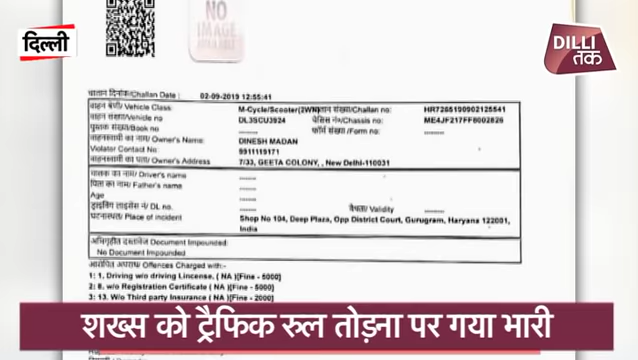 दिल्ली
NO
IMAGE
AVAILABLE
DILLI
तक
चालान दिनांक/Challan Date : 02-09-2019 12:55:41
वाहन श्रेणी/ Vehicle Class M-Cycle/Scooter(2WN) चालान संख्या/Challan no: HR7265190902125541
वाहन संख्या/Vehicle no DL3SCU3924 चेसिस नं०/Chassis no: ME4JF217FF8002826
पुस्तक संख्या/Book no ------ फॉर्म संख्या /Form no: ------
वाहनस्वामी का नाम/ Owner's Name: DINESH MADAN
Violater Contact No: 9911119171
वाहनस्वामी का पता/ Owner's Address 7/33, GEETA COLONY, , New Delhi-110031
चालक का नाम/ Driver's name ------
पिता का नाम/ Father's name ------
Age ------
ड्राइविंग लाइसेंस नं/ DL no. ------ वैधता/ Validity ------
घटनास्थल/ Place of incident Shop No 104, Deep Plaza, Opp District Court, Gurugram, Haryana 122001, India
अधिगृहीत दस्तावेज Document Impounded:
No Document Impounded
आरोपित अपराध/ Offences Charged with:-
1: 1. Driving w/o driving Lincense, ( NA )[Fine - 5000]
2: 8. w/o Registration Certificate ( NA )[Fine - 5000]
3: 13. W/o Third party Insurance ( NA )[Fine - 2000]
शख्स को ट्रैफिक रुल तोड़ना पर गया भारी